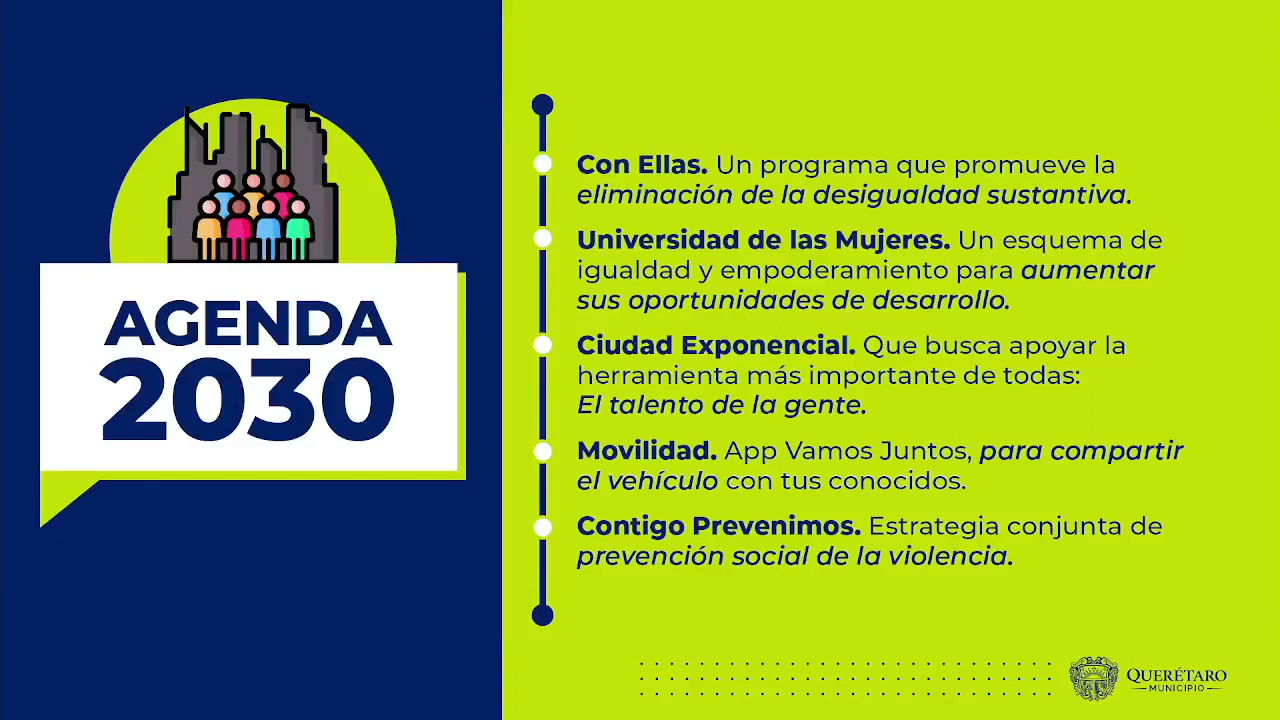 AGENDA
2030
Con Ellas. Un programa que promueve la
eliminación de la desigualdad sustantiva.
Universidad de las Mujeres. Un esquema de
igualdad y empoderamiento para aumentar
sus oportunidades de desarrollo.
Ciudad Exponencial. Que busca apoyar la
herramienta más importante de todas:
El talento de la gente.
Movilidad. App Vamos Juntos, para compartir
el vehículo con tus conocidos.
Contigo Prevenimos. Estrategia conjunta de
prevención social de la violencia.
QUERÉTARO
MUNICIPIO